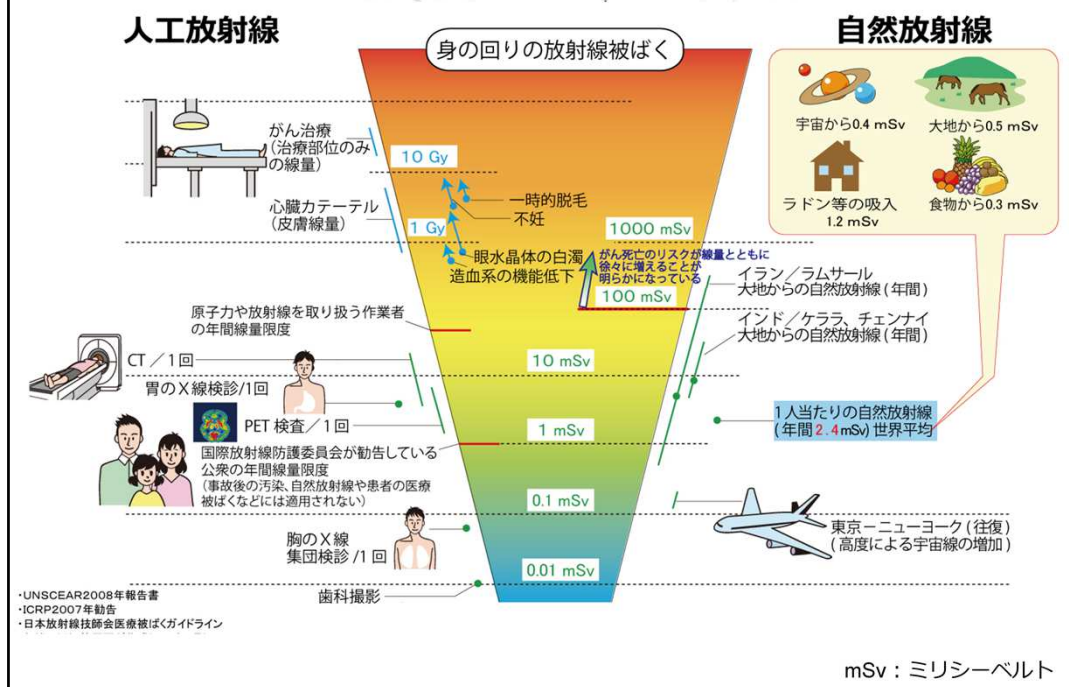 人工放射線
身の回りの放射線被ばく
自然放射線
宇宙から0.4 mSv
大地から0.5 mSv
ラドン等の吸入
1.2 mSv
食物から0.3 mSv
がん治療
(治療部位のみ
の線量)
10 Gy
心臓カテーテル
(皮膚線量)
1 Gy
一時的脱毛
不妊
眼水晶体の白濁
造血系の機能低下
1000 mSv
がん死亡のリスクが線量とともに
徐々に増えることが
明らかになっている
100 mSv
イラン/ラムサール
大地からの自然放射線(年間)
インド/ケララ、チェンナイ
大地からの自然放射線(年間)
原子力や放射線を取り扱う作業者
の年間線量限度
CT/1回
10 mSv
胃のX線検診/1回
PET検査/1回
1 mSv
1人当たりの自然放射線
(年間2.4mSv)世界平均
国際放射線防護委員会が勧告している
公衆の年間線量限度
(事故後の汚染、自然放射線や患者の医療
被ばくなどには適用されない)
0.1 mSv
東京-ニューヨーク(往復)
(高度による宇宙線の増加)
胸のX線
集団検診/1回
0.01 mSv
歯科撮影
・UNSCEAR2008年報告書
・ICRP2007年勧告
・日本放射線技師会医療被ばくガイドライン
mSv:ミリシーベルト